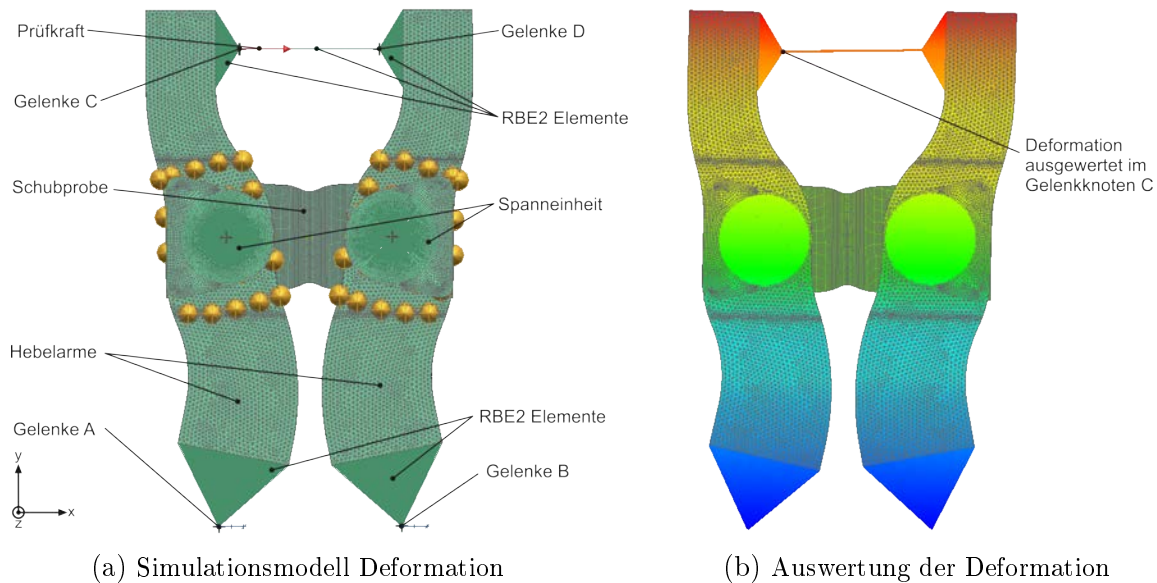 Prüfkraft
Gelenke D
Gelenke C
RBE2 Elemente
Schubprobe
Spanneinheit
Hebelarme
RBE2 Elemente
Gelenke A
Gelenke B
y
z
x
(a) Simulationsmodell Deformation
Deformation
ausgewertet im
Gelenkknoten C
(b) Auswertung der Deformation